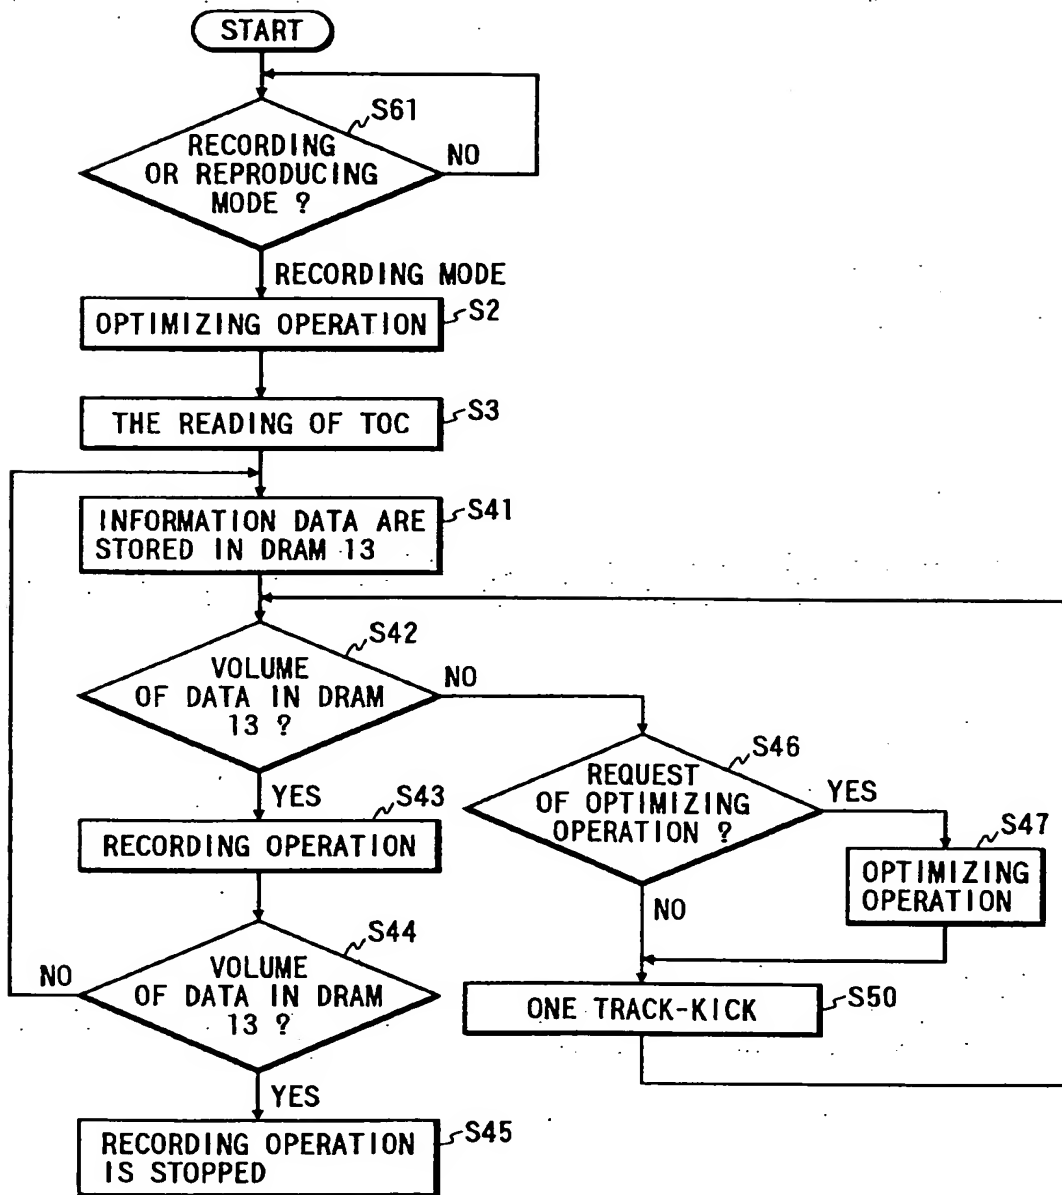 START
S61
RECORDING
OR REPRODUCING
MODE ?
NO
RECORDING MODE
OPTIMIZING OPERATION
S2
THE READING OF TOC
S3
INFORMATION DATA ARE
STORED IN DRAM 13
S41
S42
VOLUME
OF DATA IN DRAM
13 ?
NO
YES
S46
REQUEST
OF OPTIMIZING
OPERATION ?
YES
NO
S43
RECORDING OPERATION
S47
OPTIMIZING
OPERATION
S44
VOLUME
OF DATA IN DRAM
13 ?
NO
YES
ONE TRACK-KICK
S50
RECORDING OPERATION
IS STOPPED
S45